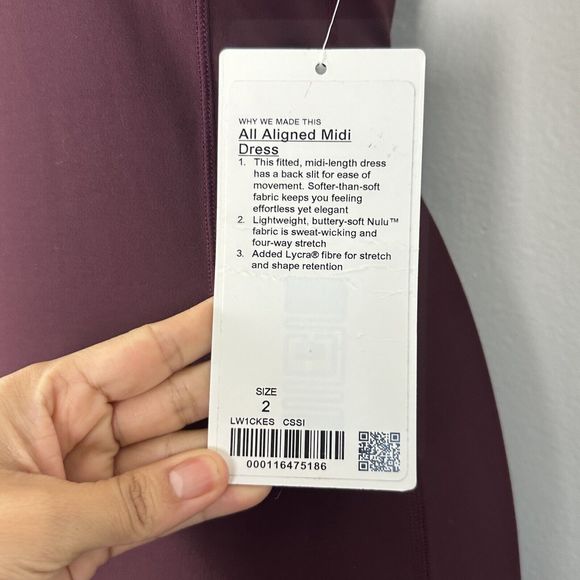 WHY WE MADE THIS
All Aligned Midi
Dress
1. This fitted, midi-length dress
has a back slit for ease of
movement. Softer-than-soft
fabric keeps you feeling
effortless yet elegant
2. Lightweight, buttery-soft Nulu™
fabric is sweat-wicking and
four-way stretch
3. Added Lycra® fibre for stretch
and shape retention
SIZE
2
LW1CKES CSSI
000116475186